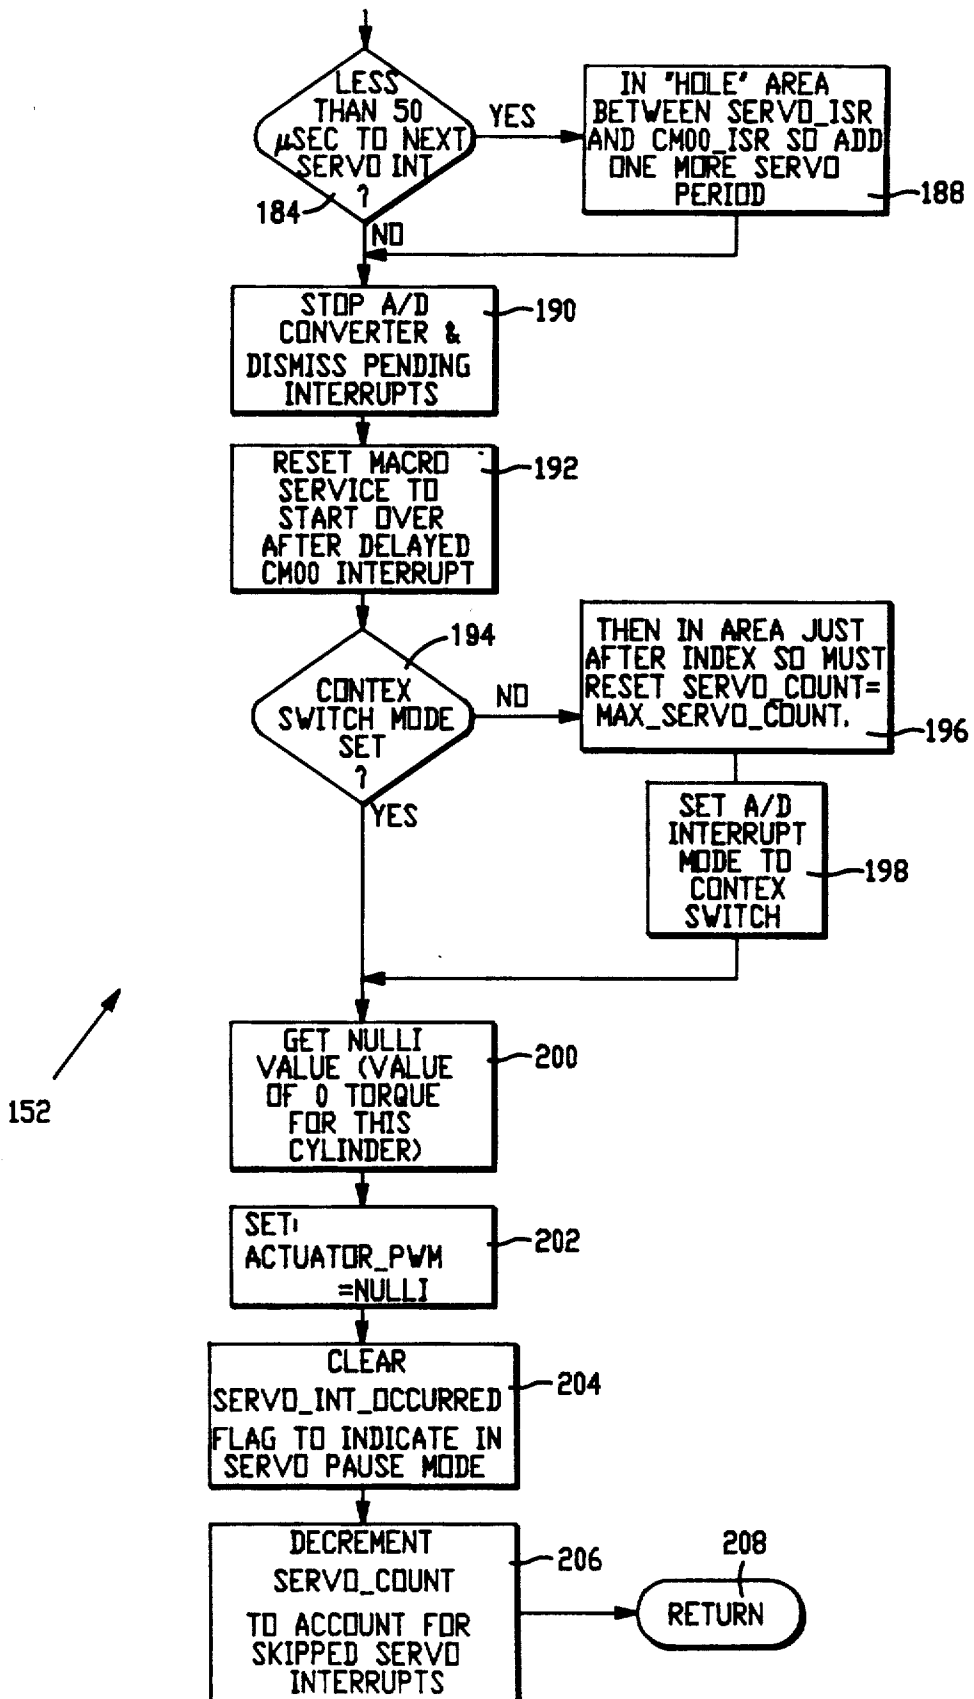 LESS
THAN 50
μSEC TO NEXT
SERVO INT
?
184
YES
NO
IN "HOLE" AREA
BETWEEN SERVO_ISR
AND CM00_ISR SO ADD
ONE MORE SERVO
PERIOD
188
STOP A/D
CONVERTER &
DISMISS PENDING
INTERRUPTS
190
RESET MACRO
SERVICE TO
START OVER
AFTER DELAYED
CM00 INTERRUPT
192
194
CONTEX
SWITCH MODE
SET
?
NO
YES
THEN IN AREA JUST
AFTER INDEX SO MUST
RESET SERVO_COUNT=
MAX_SERVO_COUNT.
196
SET A/D
INTERRUPT
MODE TO
CONTEX
SWITCH
198
152
GET NULLI
VALUE (VALUE
OF 0 TORQUE
FOR THIS
CYLINDER)
200
SET:
ACTUATOR_PWM
=NULLI
202
CLEAR
SERVO_INT_OCCURRED
FLAG TO INDICATE IN
SERVO PAUSE MODE
204
DECREMENT
SERVO_COUNT
TO ACCOUNT FOR
SKIPPED SERVO
INTERRUPTS
206
208
RETURN